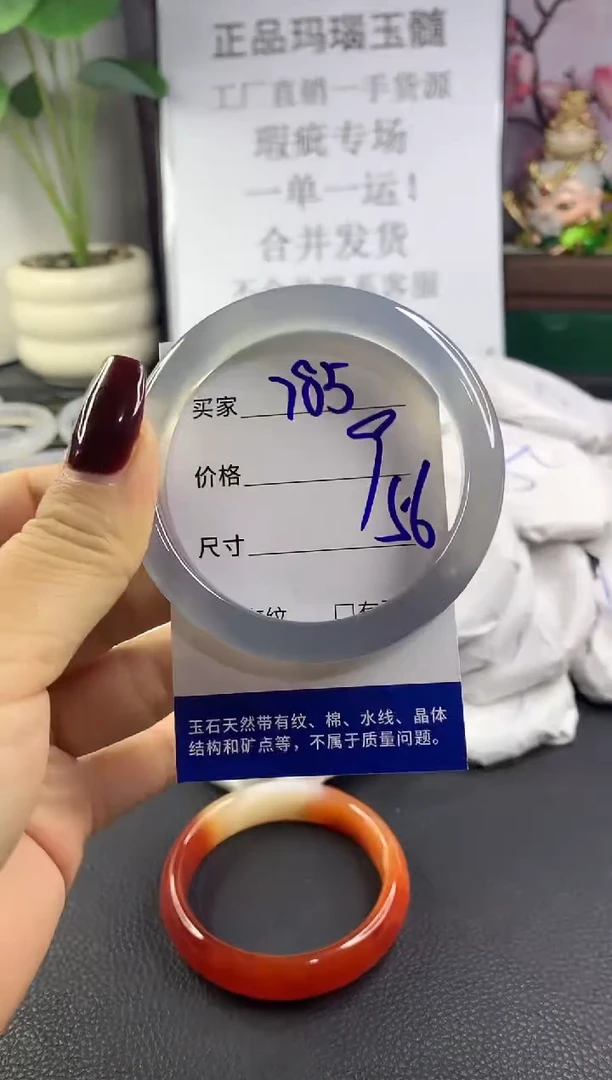 正品玛瑙玉髓
工厂直销一手货源
瑕疵专场
一单一运！
合并发货
买家 785
价格 9
尺寸 56
纹 口有
玉石天然带有纹、棉、水线、晶体
结构和矿点等，不属于质量问题。